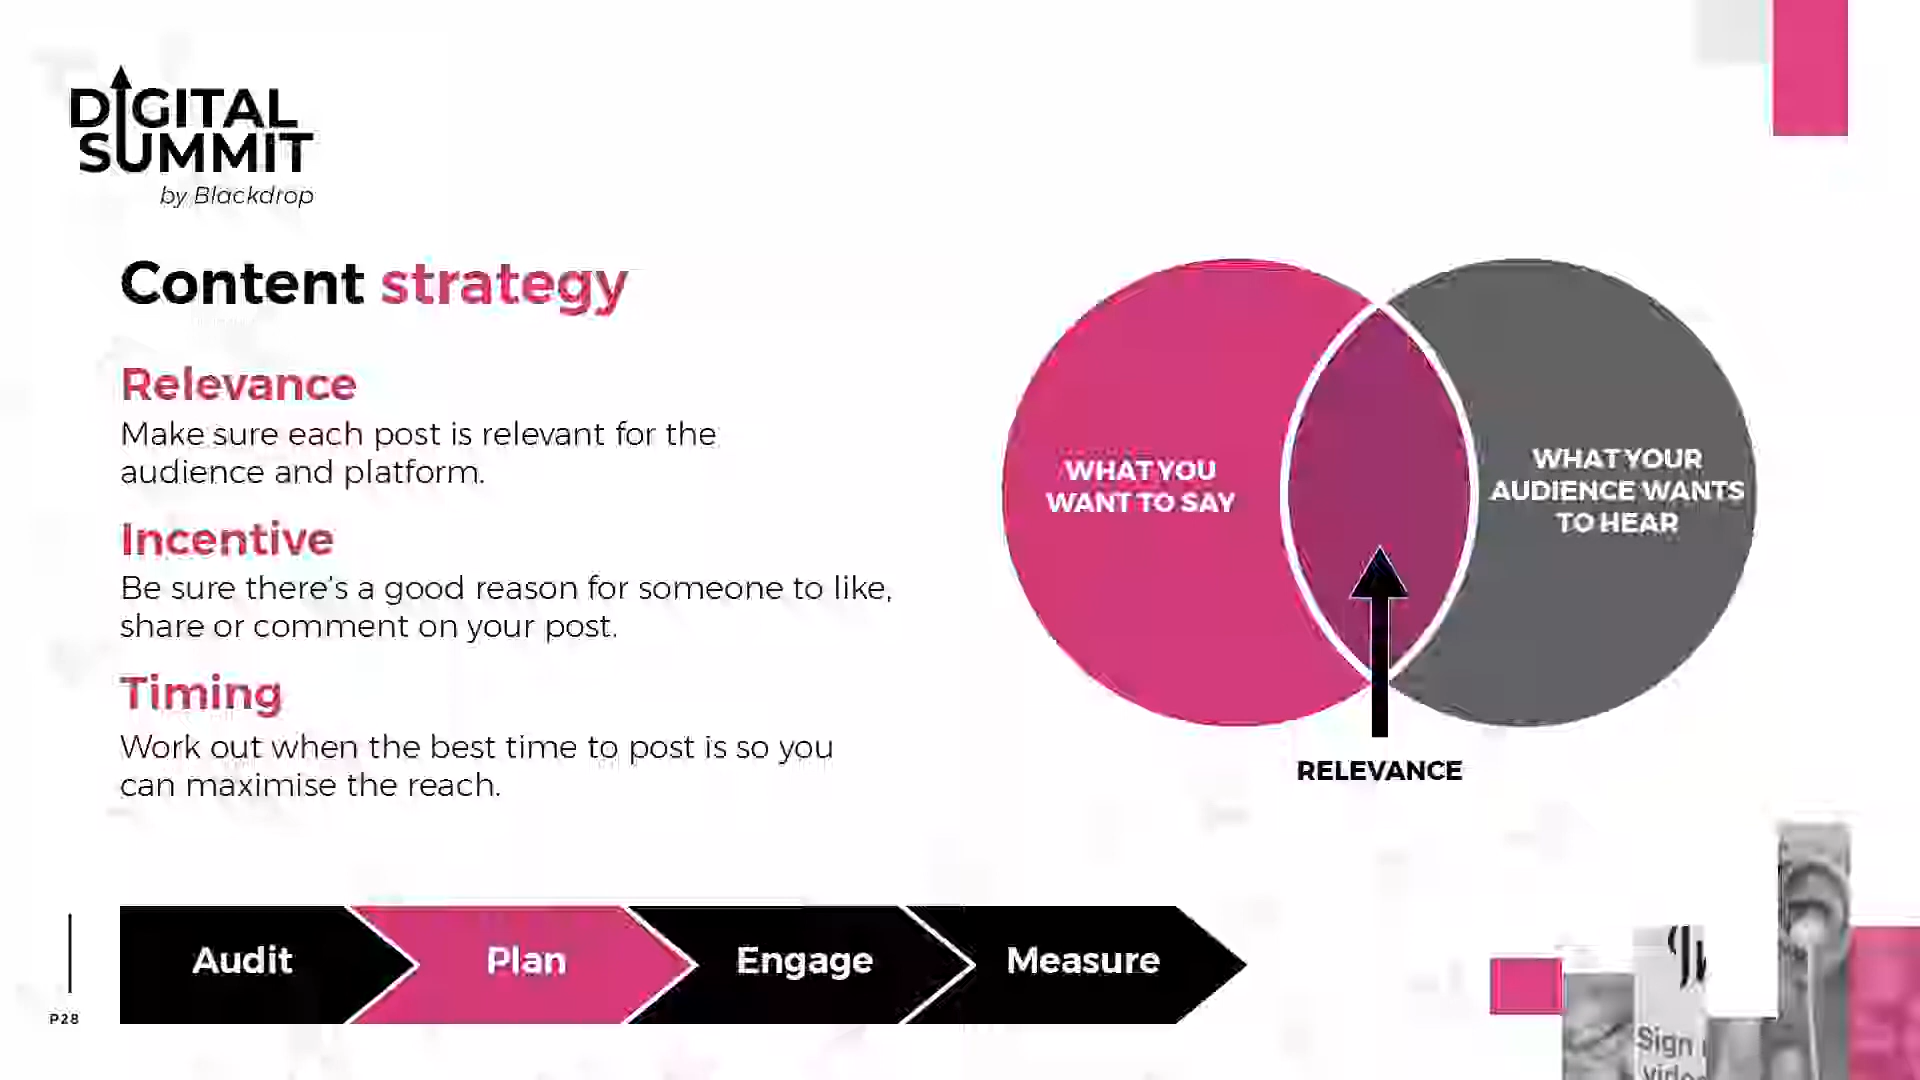 DIGITAL
SUMMIT
by Blackdrop
Content strategy
Relevance
Make sure each post is relevant for the
audience and platform.
Incentive
Be sure there's a good reason for someone to like,
share or comment on your post.
Timing
Work out when the best time to post is so you
can maximise the reach.
WHAT YOU
WANT TO SAY
WHAT YOUR
AUDIENCE WANTS
TO HEAR
RELEVANCE
Audit
Plan
Engage
Measure
P28
Sign